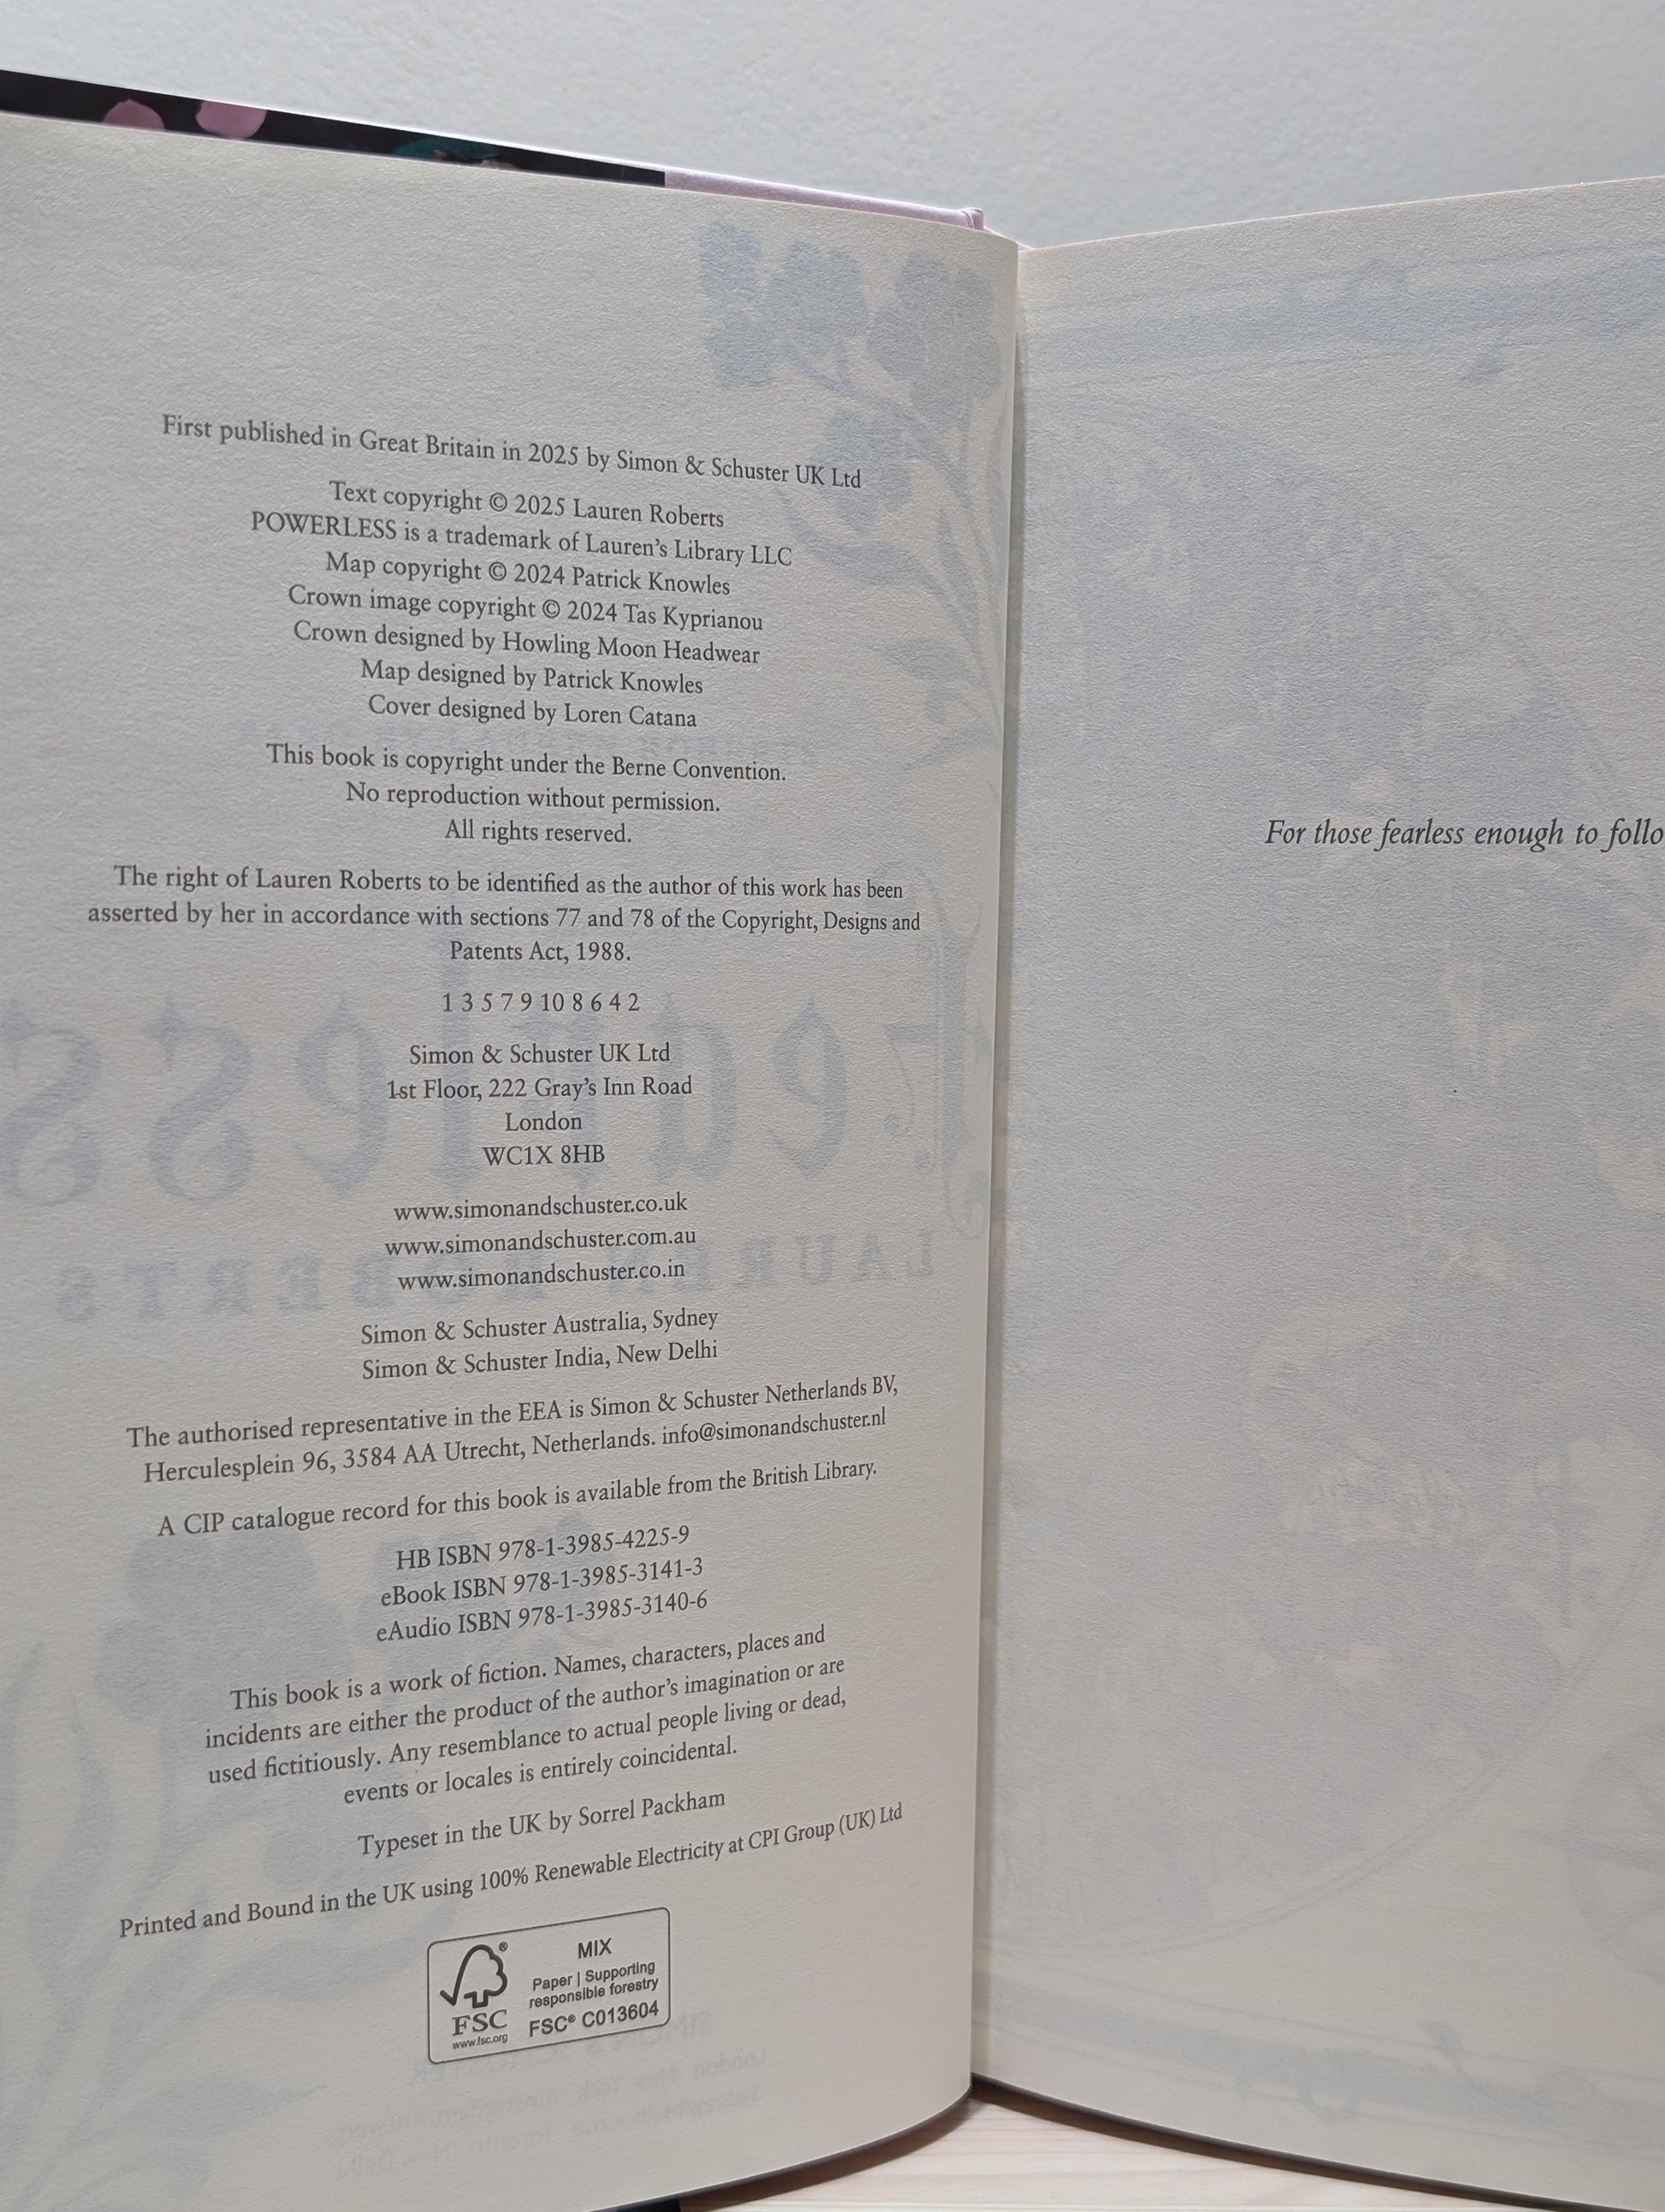 First published in Great Britain in 2025 by Simon & Schuster UK Ltd
Text copyright © 2025 Lauren Roberts
POWERLESS is a trademark of Lauren's Library LLC
Map copyright © 2024 Patrick Knowles
Crown image copyright © 2024 Tas Kyprianou
Crown designed by Howling Moon Headwear
Map designed by Patrick Knowles
Cover designed by Loren Catana
This book is copyright under the Berne Convention.
No reproduction without permission.
All rights reserved.
The right of Lauren Roberts to be identified as the author of this work has been
asserted by her in accordance with sections 77 and 78 of the Copyright, Designs and
Patents Act, 1988.
1 3 5 7 9 10 8 6 4 2
Simon & Schuster UK Ltd
1st Floor, 222 Gray's Inn Road
London
WC1X 8HB
www.simonandschuster.co.uk
www.simonandschuster.com.au
www.simonandschuster.co.in
Simon & Schuster Australia, Sydney
Simon & Schuster India, New Delhi
The authorised representative in the EEA is Simon & Schuster Netherlands BV,
Herculesplein 96, 3584 AA Utrecht, Netherlands. info@simonandschuster.nl
A CIP catalogue record for this book is available from the British Library.
HB ISBN 978-1-3985-4225-9
eBook ISBN 978-1-3985-3141-3
eAudio ISBN 978-1-3985-3140-6
This book is a work of fiction. Names, characters, places and
incidents are either the product of the author's imagination or are
used fictitiously. Any resemblance to actual people living or dead,
events or locales is entirely coincidental.
Typeset in the UK by Sorrel Packham
Printed and Bound in the UK using 100% Renewable Electricity at CPI Group (UK) Ltd
FSC
www.fsc.org
MIX
Paper | Supporting
responsible forestry
FSC® C013604
For those fearless enough to follo